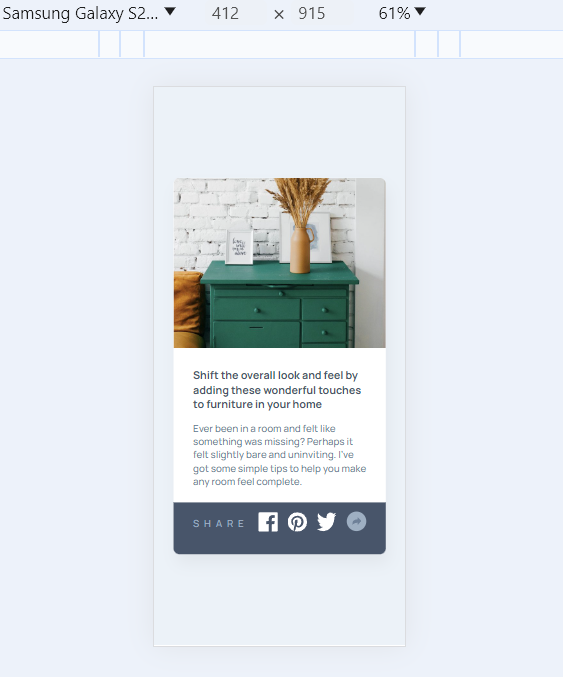 Samsung Galaxy S2... ▼ 412 × 915 61% ▼
Shift the overall look and feel by
adding these wonderful touches
to furniture in your home
Ever been in a room and felt like
something was missing? Perhaps it
felt slightly bare and uninviting. I've
got some simple tips to help you make
any room feel complete.
SHARE